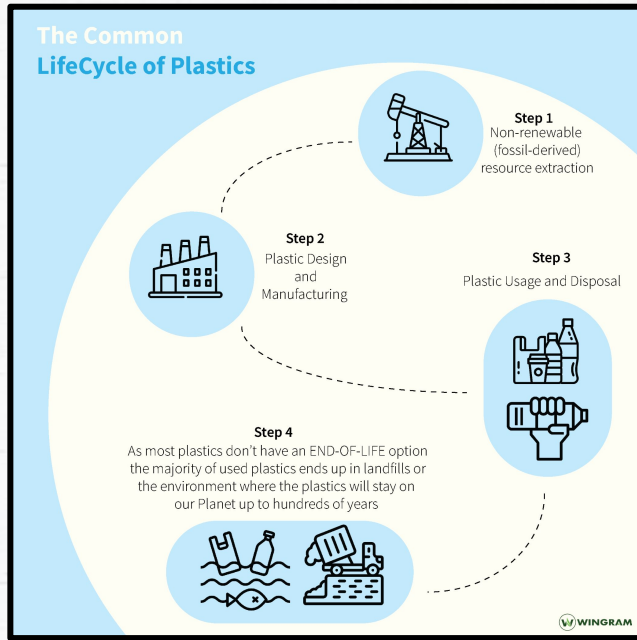 The Common
LifeCycle of Plastics
Step 1
Non-renewable
(fossil-derived)
resource extraction
Step 2
Plastic Design
and
Manufacturing
Step 3
Plastic Usage and Disposal
Step 4
As most plastics don't have an END-OF-LIFE option
the majority of used plastics ends up in landfills or
the environment where the plastics will stay on
our Planet up to hundreds of years
WINGRAM